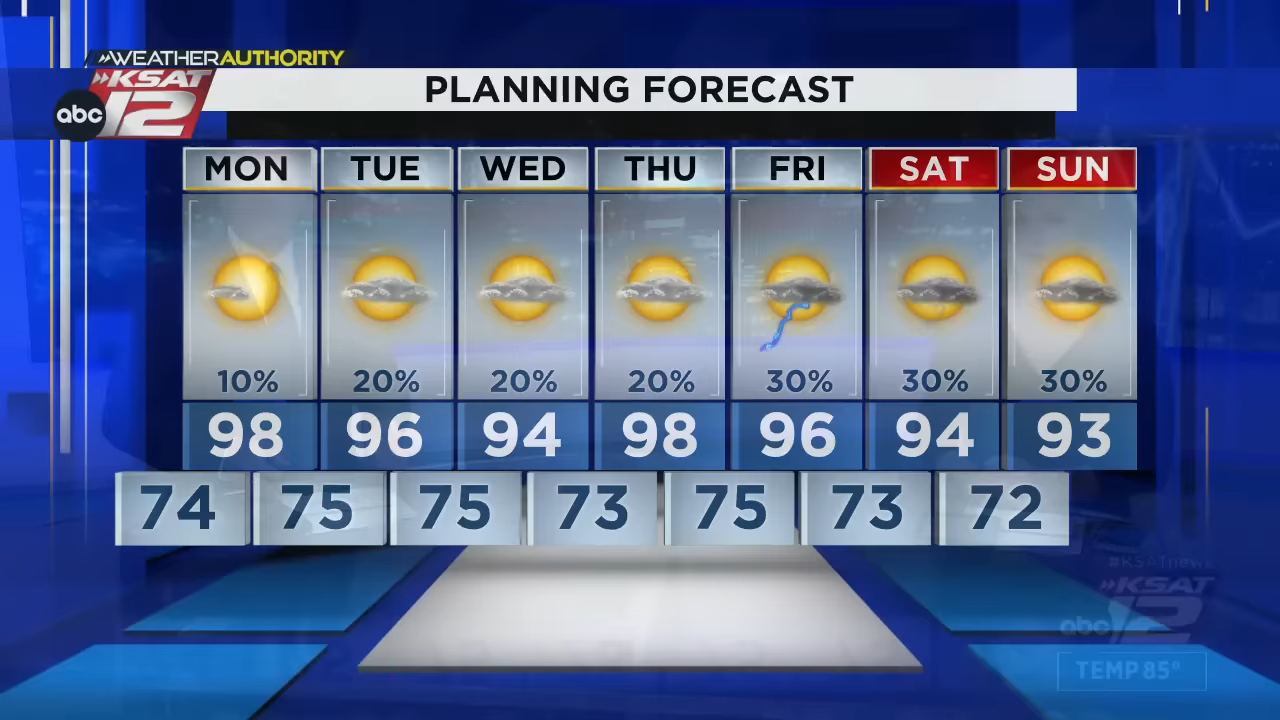 WEATHER AUTHORITY
KSAT
abc 12
PLANNING FORECAST
MON TUE WED THU FRI SAT SUN
10% 20% 20% 20% 30% 30% 30%
98 96 94 98 96 94 93
74 75 75 73 75 73 72
#KSATnews
KSAT
abc 12
TEMP 85°